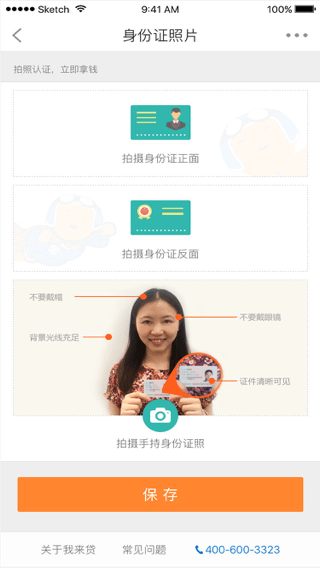 Sketch 9:41 AM 100%
身份证照片
拍照认证，立即拿钱
拍摄身份证正面
拍摄身份证反面
不要戴帽
不要戴眼镜
背景光线充足
证件清晰可见
拍摄手持身份证照
保存
关于我来贷 常见问题 400-600-3323